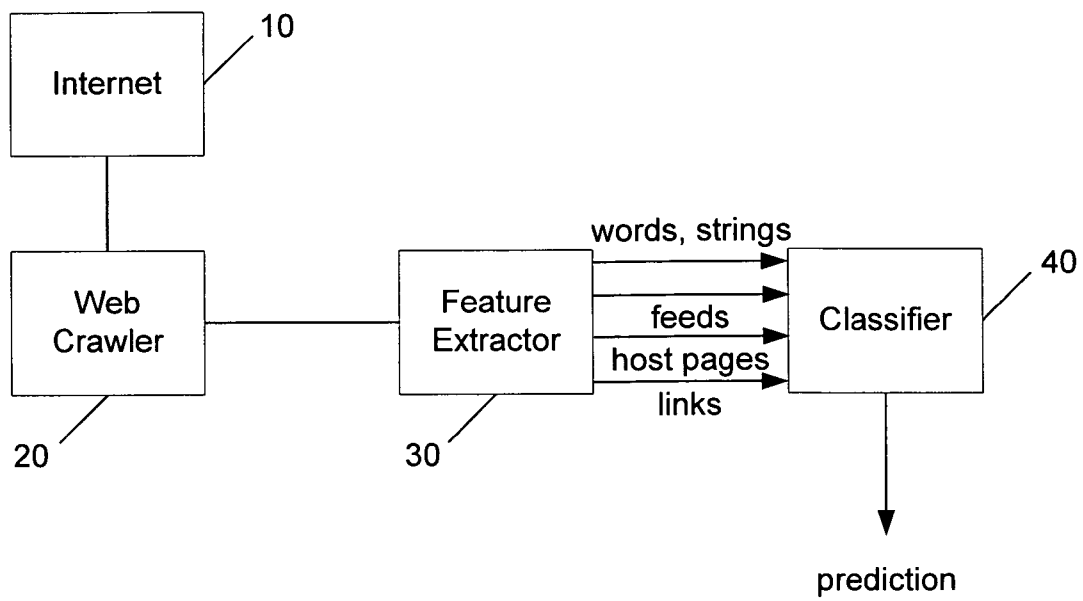 10
Internet
words, strings
40
Web
Crawler
Feature
Extractor
feeds
Classifier
host pages
links
20
30
prediction